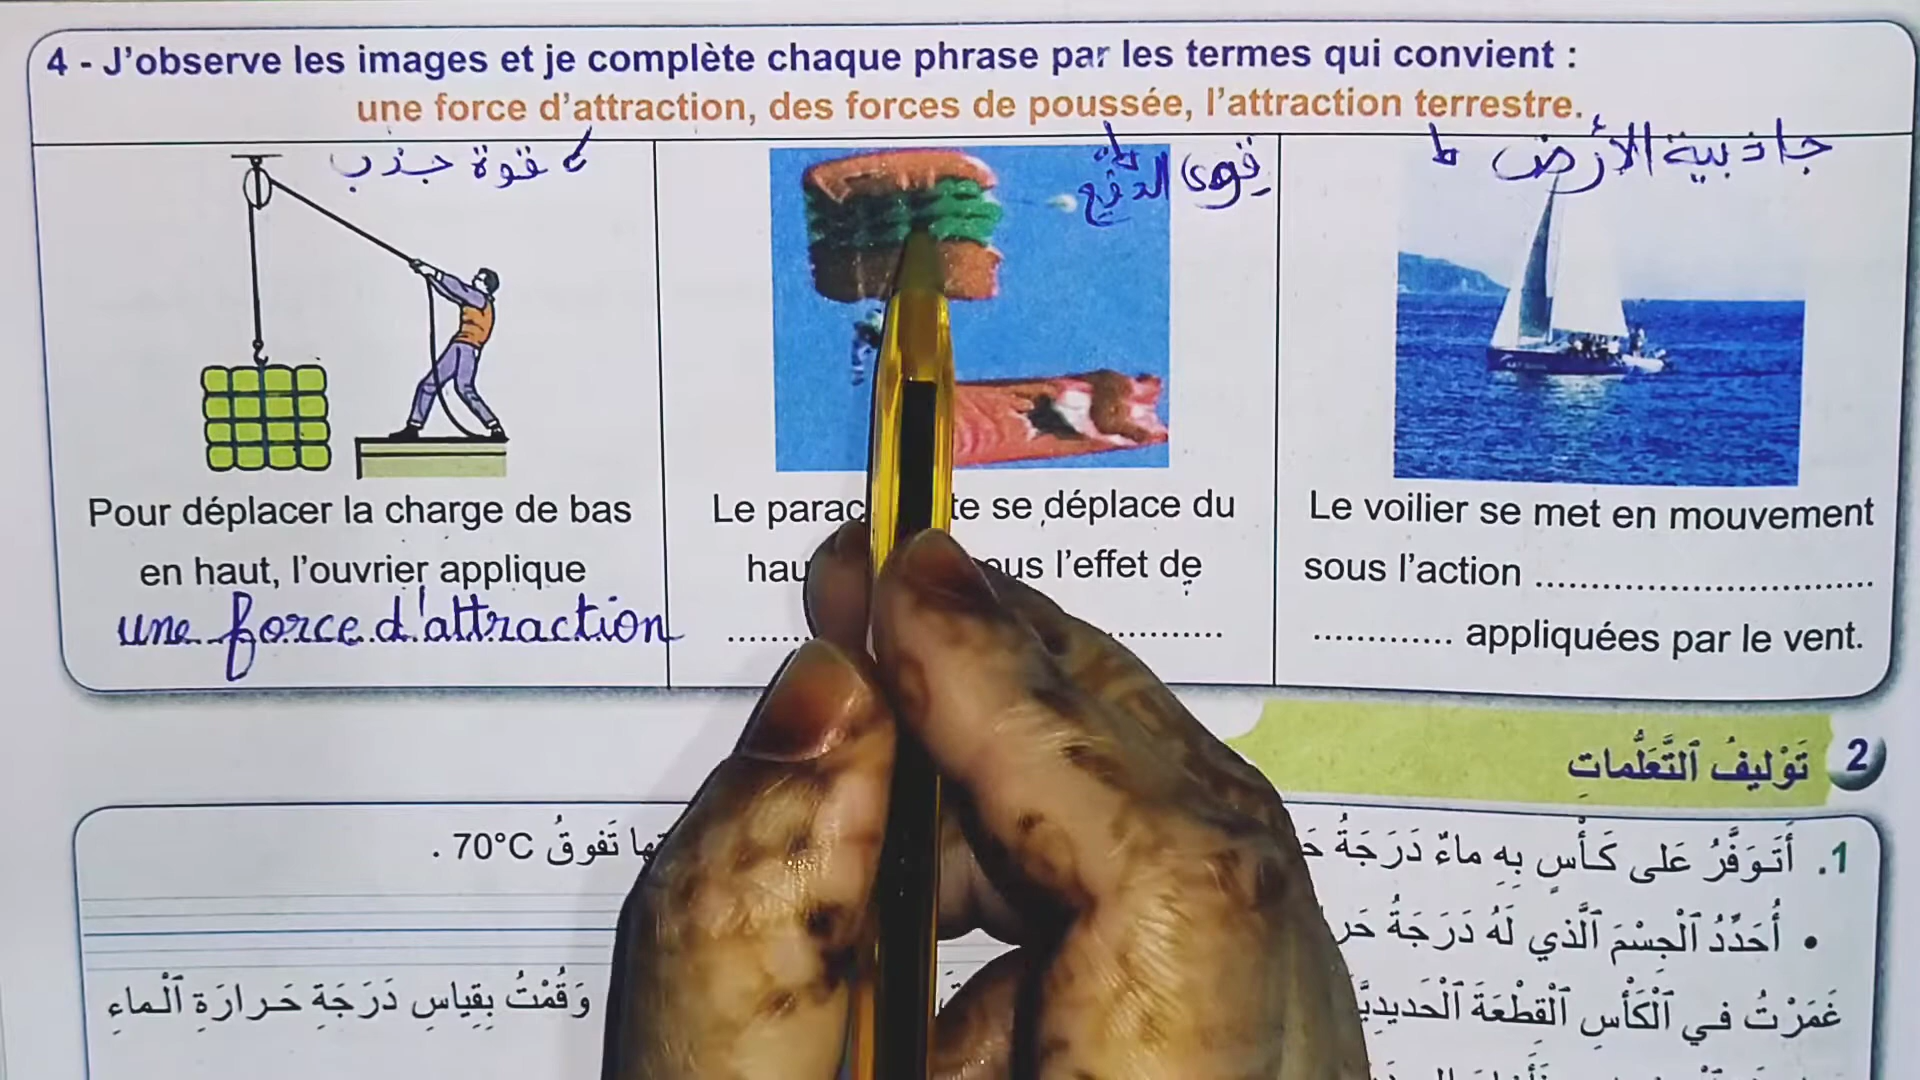 4 - J'observe les images et je complète chaque phrase par les termes qui convient :
une force d'attraction, des forces de poussée, l'attraction terrestre.
قوة جذب
قوى الدفع
جاذبية الأرض
Pour déplacer la charge de bas
en haut, l'ouvrier applique
une force d'attraction
Le parac te se déplace du
l'effet de
Le voilier se met en mouvement
sous l'action ..............................
............. appliquées par le vent.
2 تَوْليفُ ٱلتَّعَلُّماتِ
1. أَتَوَفَّرُ عَلى كَأْسٍ بِهِ ماءٌ دَرَجَةُ
تَفوقُ 70°C .
• أُحَدِّدُ ٱلْجِسْمَ ٱلَّذي لَهُ دَرَجَةُ
غَمَرْتُ في ٱلْكَأْسِ ٱلْقِطْعَةَ
وَقُمْتُ بِقِياسِ دَرَجَةِ حَرارَةِ ٱلْماءِ